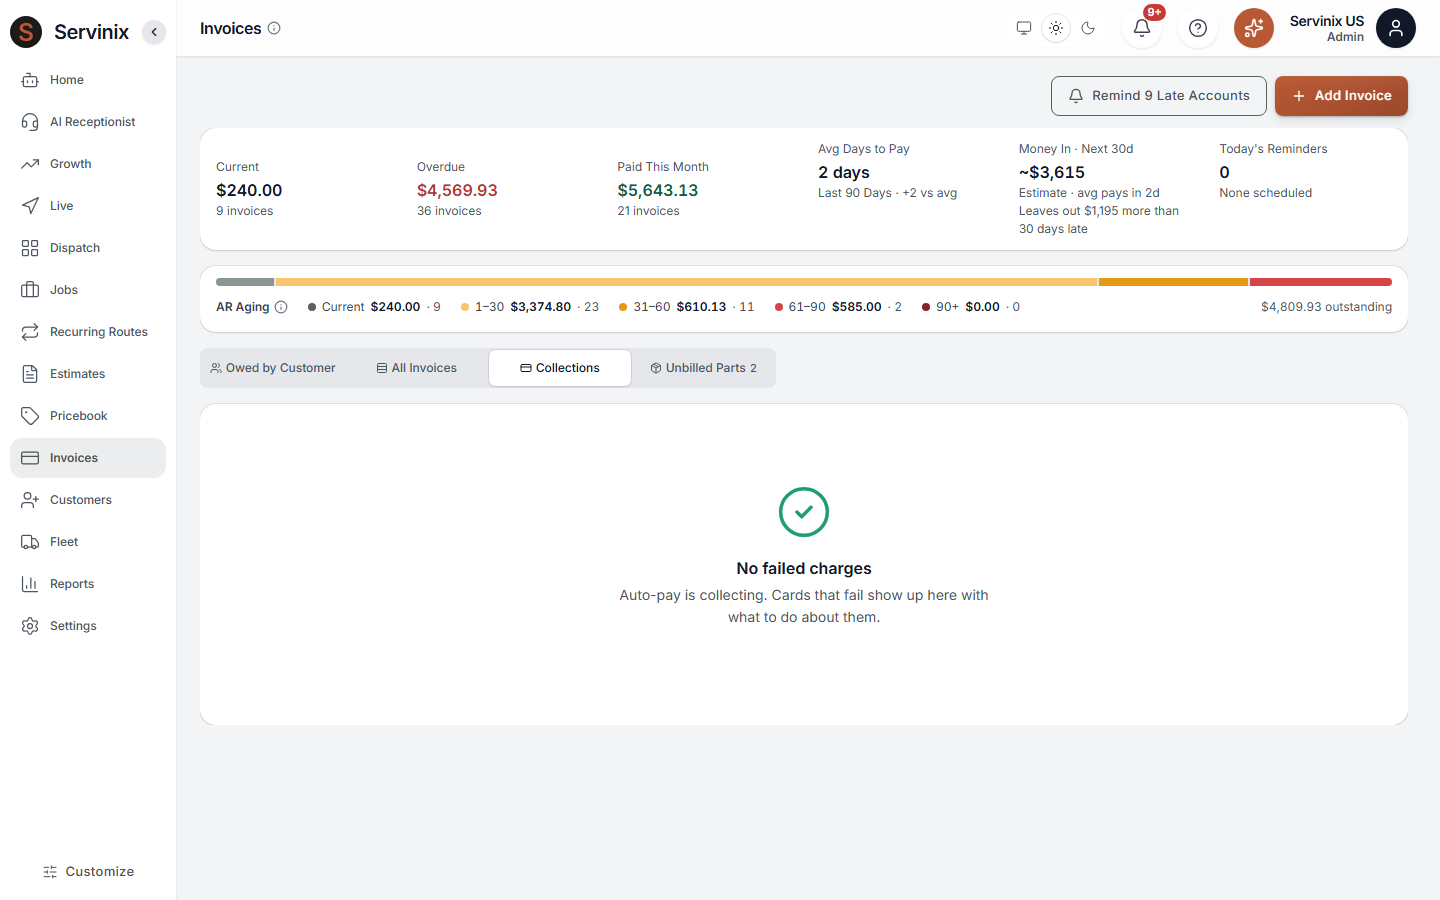 S Servinix
Home
AI Receptionist
Growth
Live
Dispatch
Jobs
Recurring Routes
Estimates
Pricebook
Invoices
Customers
Fleet
Reports
Settings
Customize
Invoices
9+
Servinix US
Admin
Remind 9 Late Accounts
Add Invoice
Current
$240.00
9 invoices
Overdue
$4,569.93
36 invoices
Paid This Month
$5,643.13
21 invoices
Avg Days to Pay
2 days
Last 90 Days · +2 vs avg
Money In · Next 30d
~$3,615
Estimate · avg pays in 2d
Leaves out $1,195 more than
30 days late
Today's Reminders
0
None scheduled
AR Aging Current $240.00 · 9 1–30 $3,374.80 · 23 31–60 $610.13 · 11 61–90 $585.00 · 2 90+ $0.00 · 0 $4,809.93 outstanding
Owed by Customer All Invoices Collections Unbilled Parts 2
No failed charges
Auto-pay is collecting. Cards that fail show up here with
what to do about them.